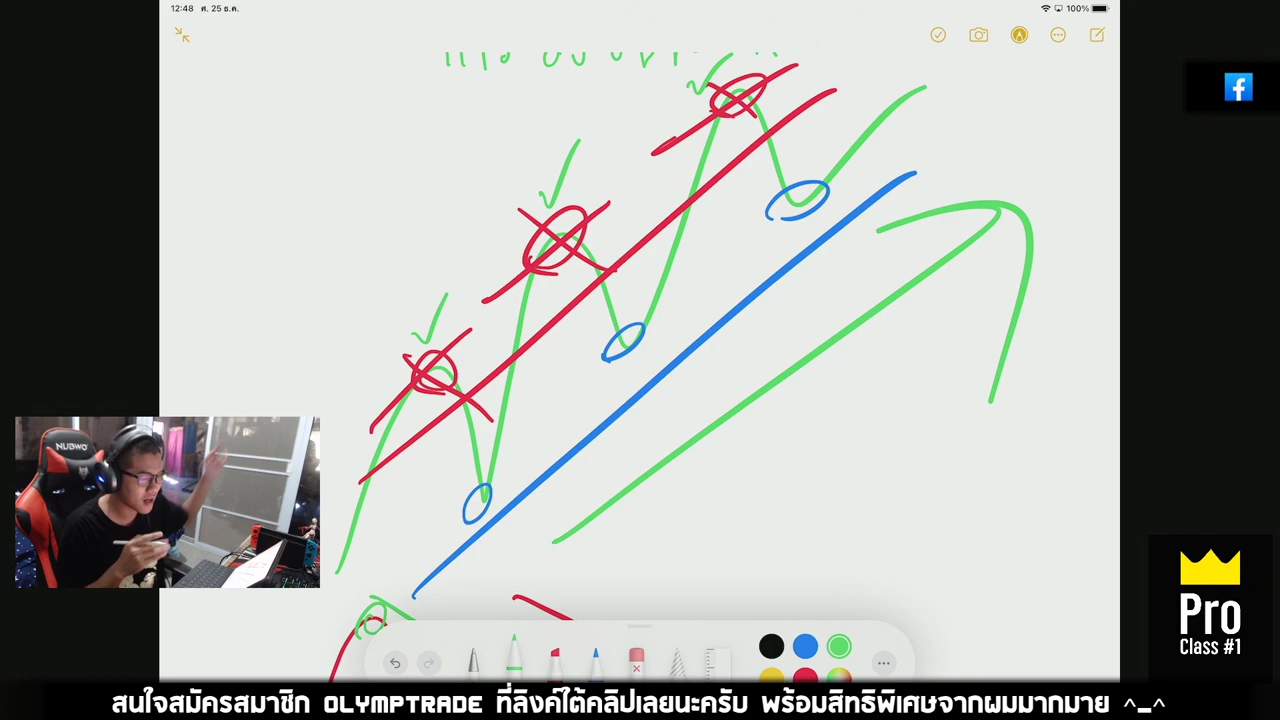 12:48 ศ. 25 ธ.ค.
100%
NUBWO
Pro
Class #1
สนใจสมัครสมาชิก OLYMPTRADE ที่ลิงค์ใต้คลิปเลยนะครับ พร้อมสิทธิพิเศษจากผมมากมาย ^_^